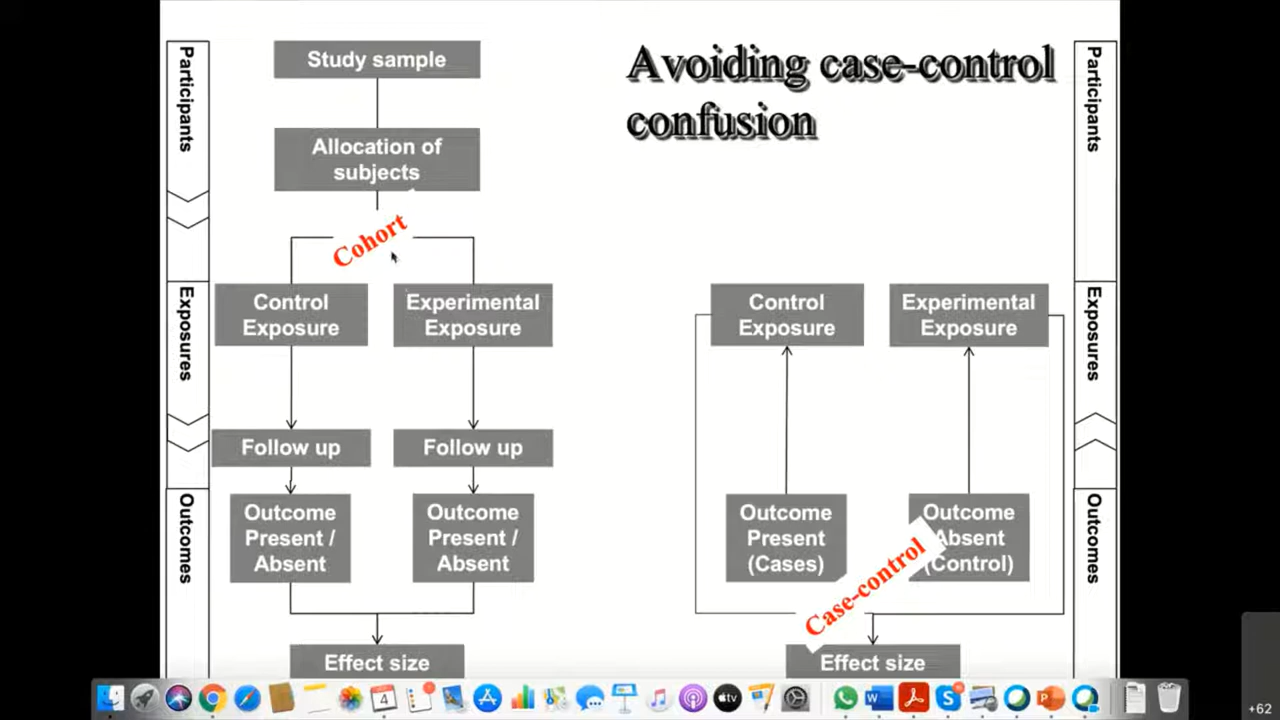 Avoiding case-control
confusion
Participants
Study sample
Allocation of
subjects
Cohort
Exposures
Control
Exposure
Experimental
Exposure
Follow up
Follow up
Outcomes
Outcome
Present /
Absent
Outcome
Present /
Absent
Effect size
Participants
Exposures
Control
Exposure
Experimental
Exposure
Outcomes
Outcome
Present
(Cases)
Outcome
Absent
(Control)
Case-control
Effect size
4
tv
+62